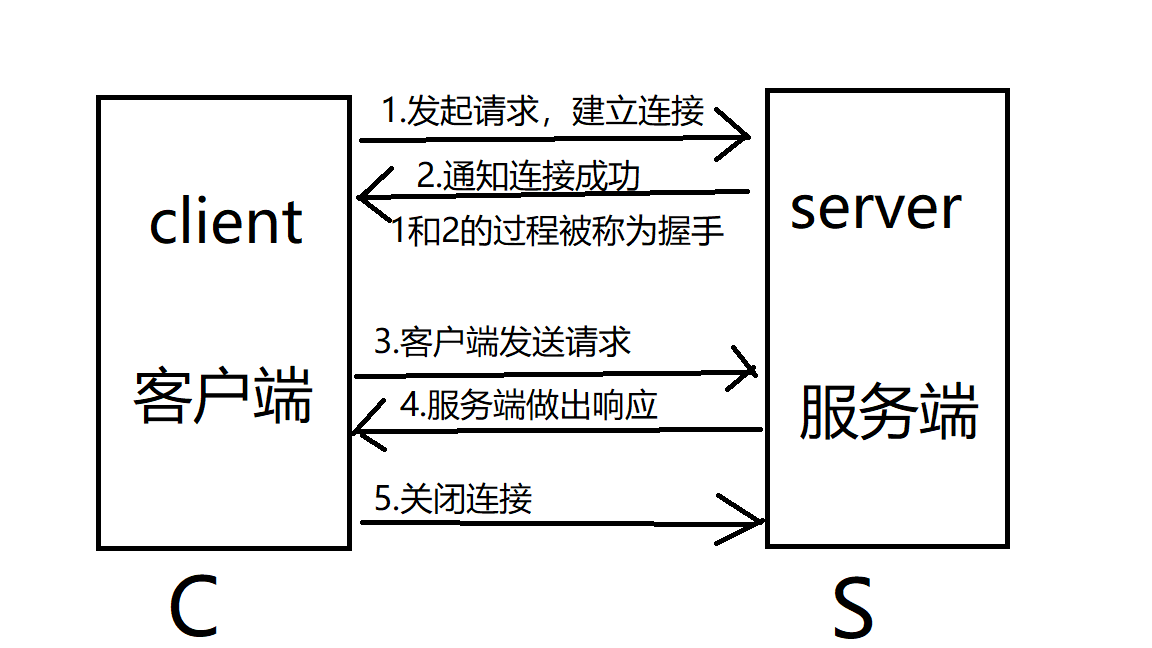 1.发起请求，建立连接
2.通知连接成功
1和2的过程被称为握手
client
server
3.客户端发送请求
客户端
4.服务端做出响应
服务端
5.关闭连接
C
S